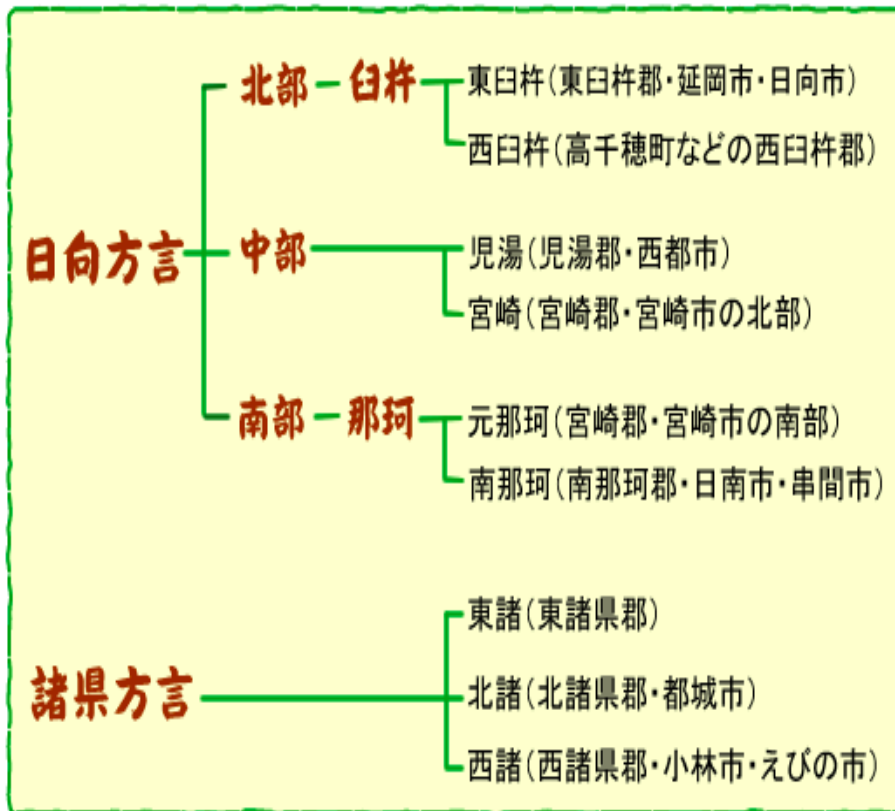 北部 － 臼杵
東臼杵（東臼杵郡・延岡市・日向市）
西臼杵（高千穂町などの西臼杵郡）
日向方言
中部
児湯（児湯郡・西都市）
宮崎（宮崎郡・宮崎市の北部）
南部 － 那珂
元那珂（宮崎郡・宮崎市の南部）
南那珂（南那珂郡・日南市・串間市）
諸県方言
東諸（東諸県郡）
北諸（北諸県郡・都城市）
西諸（西諸県郡・小林市・えびの市）